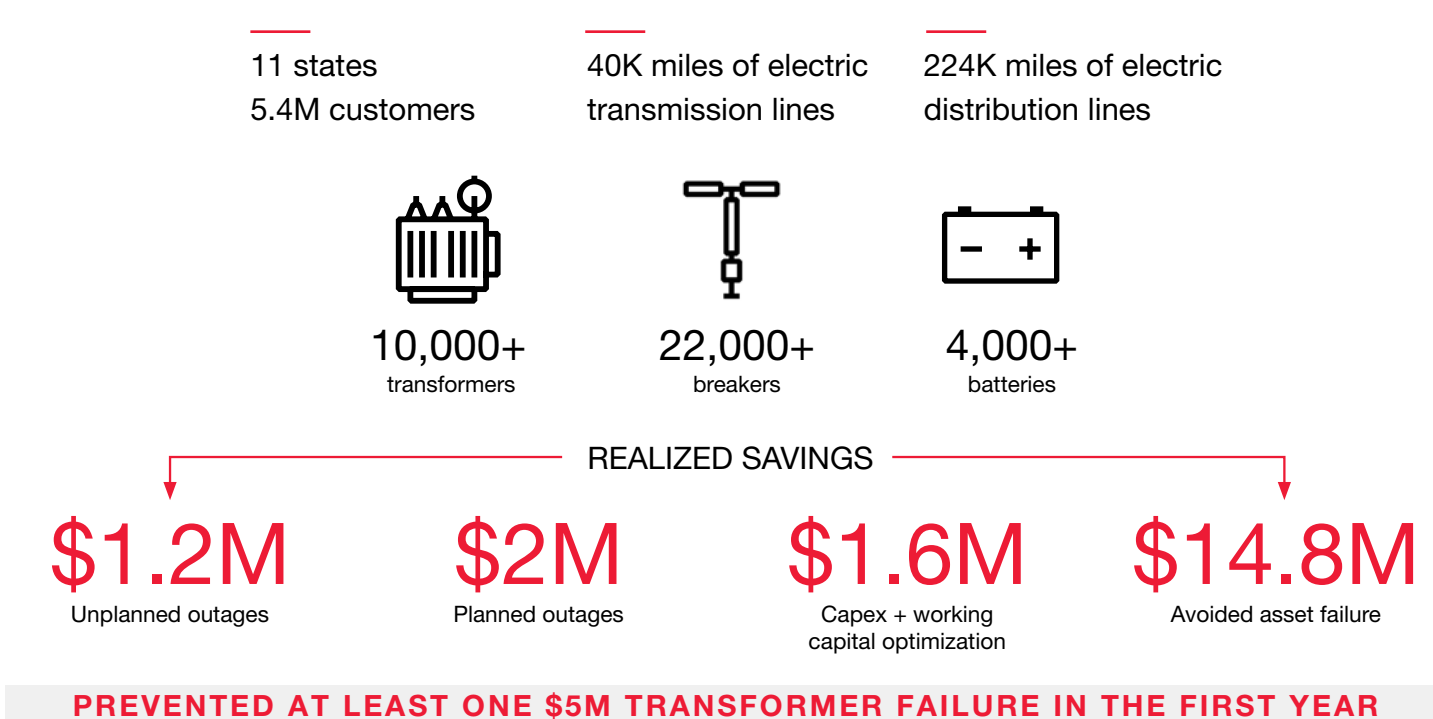 11 states
5.4M customers
40K miles of electric
transmission lines
224K miles of electric
distribution lines
10,000+
transformers
22,000+
breakers
4,000+
batteries
REALIZED SAVINGS
$1.2M
Unplanned outages
$2M
Planned outages
$1.6M
Capex + working
capital optimization
$14.8M
Avoided asset failure
PREVENTED AT LEAST ONE $5M TRANSFORMER FAILURE IN THE FIRST YEAR